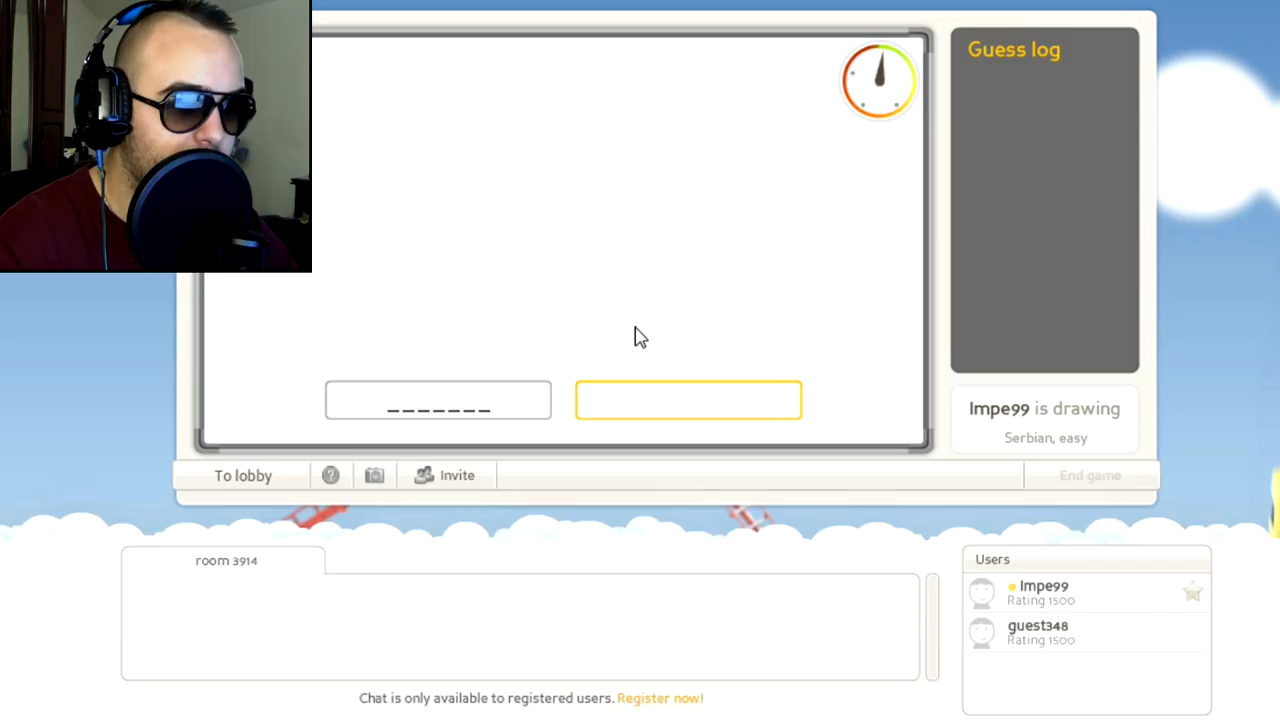 Guess log
_ _ _ _ _ _ _
Impe99 is drawing
Serbian, easy
To lobby
?
Invite
End game
room 3914
Users
Impe99
Rating 1500
guest348
Rating 1500
Chat is only available to registered users. Register now!